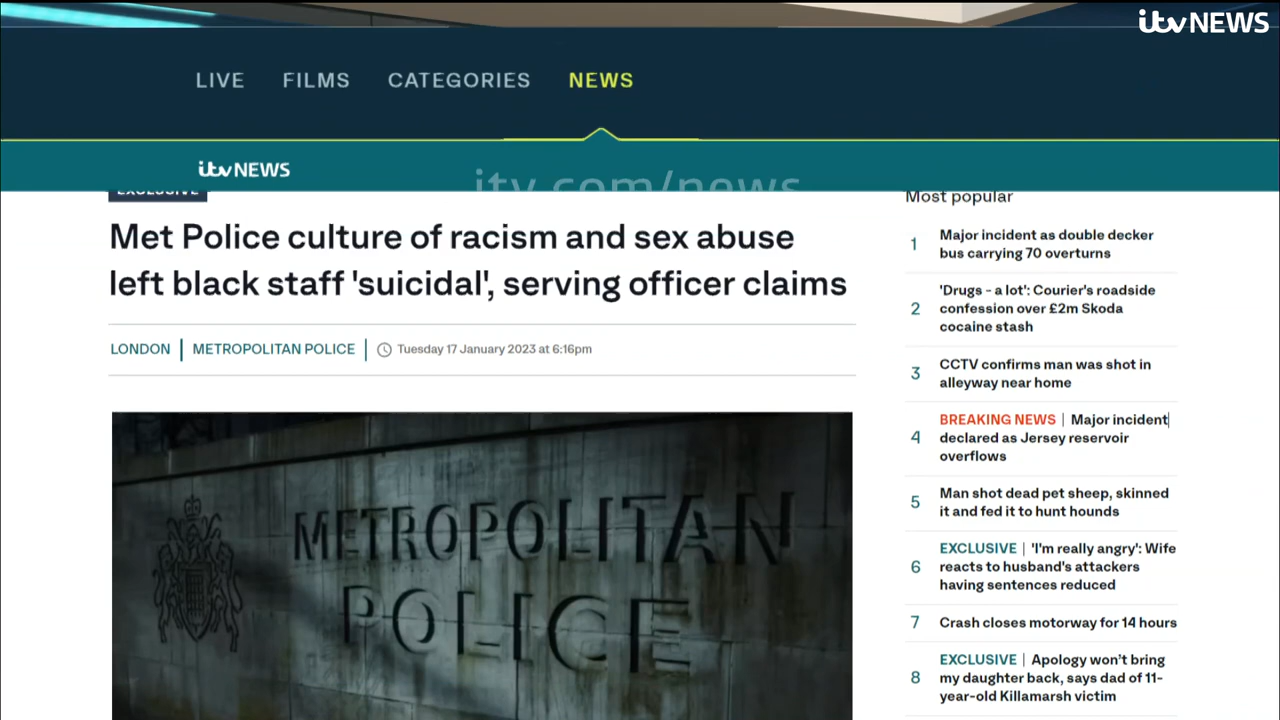 itv NEWS
LIVE FILMS CATEGORIES NEWS
itv NEWS
itv.com/news
EXCLUSIVE
Met Police culture of racism and sex abuse
left black staff 'suicidal', serving officer claims
LONDON | METROPOLITAN POLICE | Tuesday 17 January 2023 at 6:16pm
METROPOLITAN
POLICE
Most popular
1 Major incident as double decker
bus carrying 70 overturns
2 'Drugs - a lot': Courier's roadside
confession over £2m Skoda
cocaine stash
3 CCTV confirms man was shot in
alleyway near home
4 BREAKING NEWS | Major incident
declared as Jersey reservoir
overflows
5 Man shot dead pet sheep, skinned
it and fed it to hunt hounds
6 EXCLUSIVE | 'I'm really angry': Wife
reacts to husband's attackers
having sentences reduced
7 Crash closes motorway for 14 hours
8 EXCLUSIVE | Apology won't bring
my daughter back, says dad of 11-
year-old Killamarsh victim